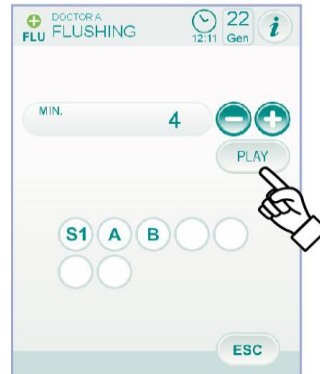 DOCTOR A
FLU FLUSHING
12:11
22
Gen
i
MIN. 4
PLAY
S1 A B
ESC